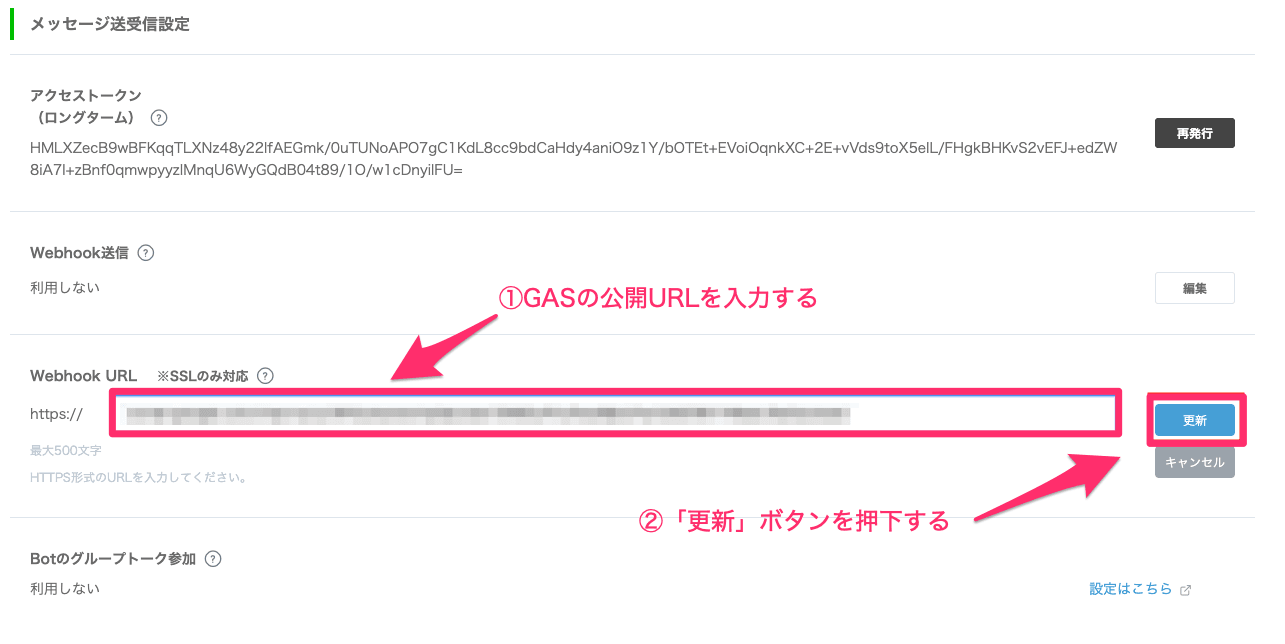 メッセージ送受信設定
アクセストークン
（ロングターム） ?
HMLXZecB9wBFKqqTLXNz48y22lfAEGmk/0uTUNoAPO7gC1KdL8cc9bdCaHdy4aniO9z1Y/bOTEt+EVoiOqnkXC+2E+vVds9toX5elL/FHgkBHKvS2vEFJ+edZW
8iA7l+zBnf0qmwpyyzlMnqU6WyGQdB04t89/1O/w1cDnyilFU=
再発行
Webhook送信 ?
利用しない
編集
①GASの公開URLを入力する
Webhook URL ※SSLのみ対応 ?
https://
更新
最大500文字
キャンセル
HTTPS形式のURLを入力してください。
②「更新」ボタンを押下する
Botのグループトーク参加 ?
利用しない
設定はこちら